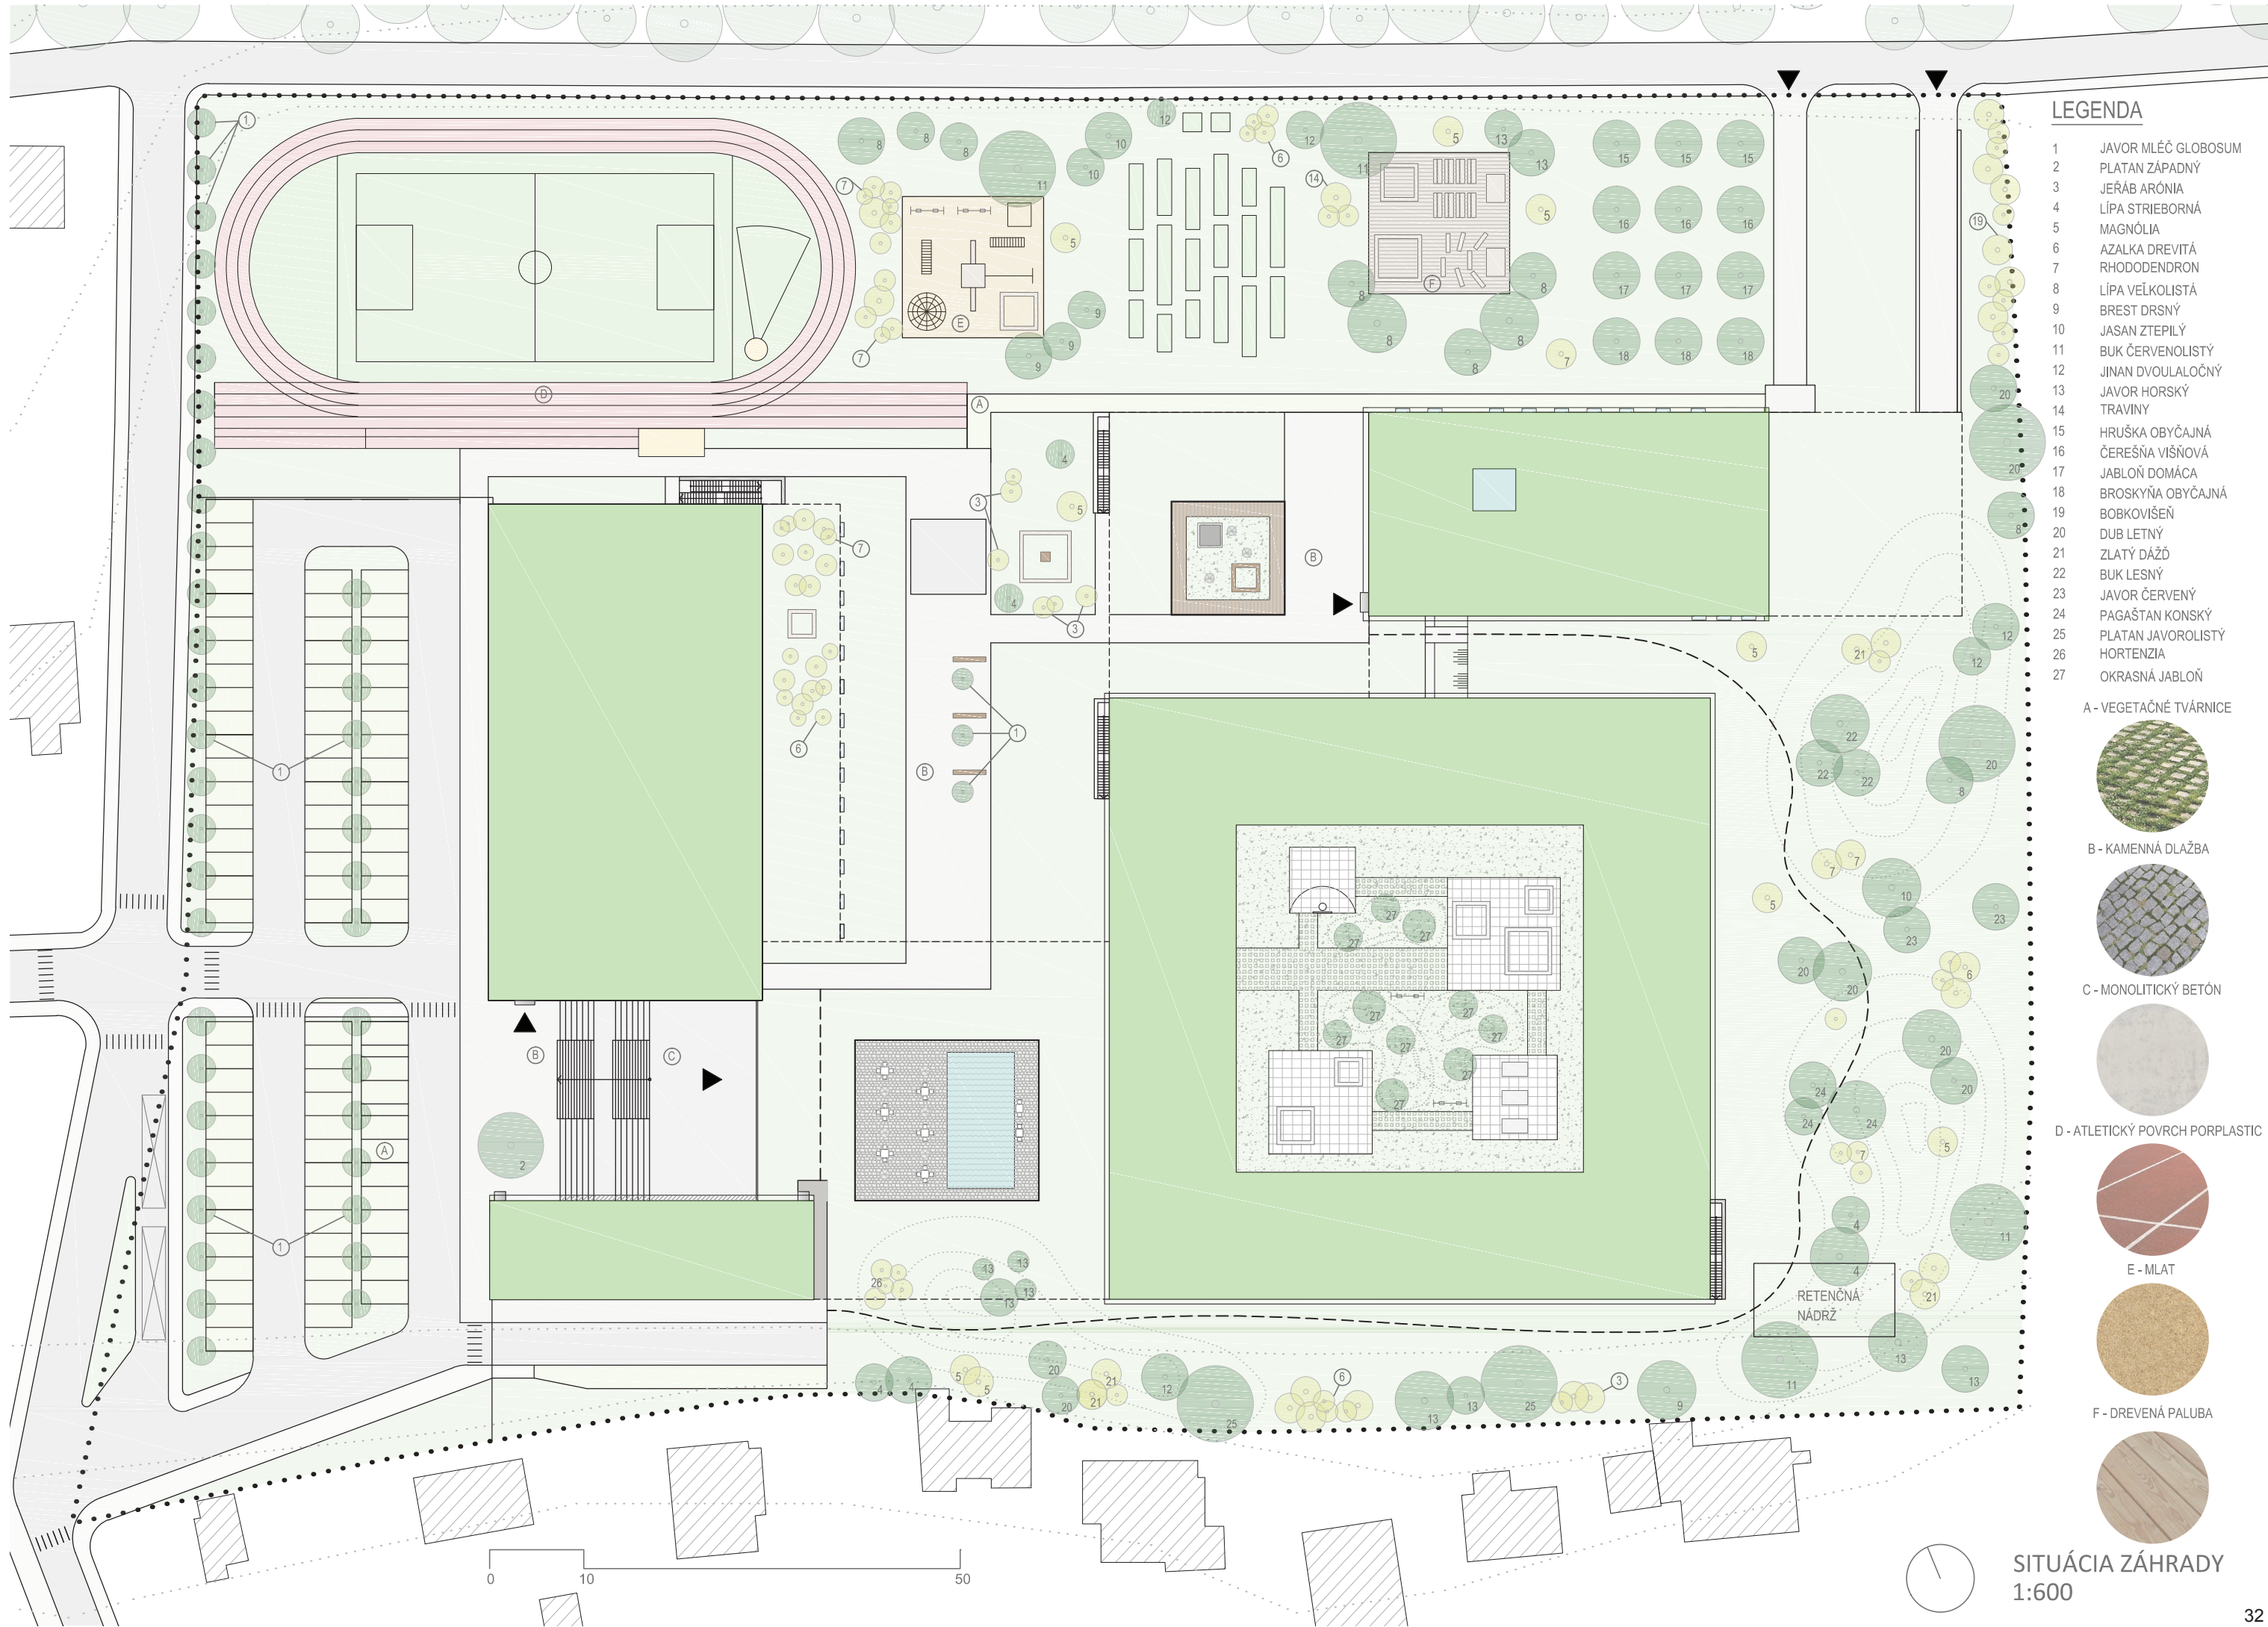 LEGENDA
1 JAVOR MLÉČ GLOBOSUM
2 PLATAN ZÁPADNÝ
3 JEŘÁB ARÓNIA
4 LÍPA STRIEBORNÁ
5 MAGNÓLIA
6 AZALKA DREVITÁ
7 RHODODENDRON
8 LÍPA VEĽKOLISTÁ
9 BREST DRSNÝ
10 JASAN ZTEPILÝ
11 BUK ČERVENOLISTÝ
12 JINAN DVOULALOČNÝ
13 JAVOR HORSKÝ
14 TRAVINY
15 HRUŠKA OBYČAJNÁ
16 ČEREŠŇA VIŠŇOVÁ
17 JABLOŇ DOMÁCA
18 BROSKYŇA OBYČAJNÁ
19 BOBKOVIŠEŇ
20 DUB LETNÝ
21 ZLATÝ DÁŽĎ
22 BUK LESNÝ
23 JAVOR ČERVENÝ
24 PAGAŠTAN KONSKÝ
25 PLATAN JAVOROLISTÝ
26 HORTENZIA
27 OKRASNÁ JABLOŇ
A - VEGETAČNÉ TVÁRNICE
B - KAMENNÁ DLAŽBA
C - MONOLITICKÝ BETÓN
D - ATLETICKÝ POVRCH PORPLASTIC
E - MLAT
F - DREVENÁ PALUBA
RETENČNÁ
NÁDRŽ
0 10 50
SITUÁCIA ZÁHRADY
1:600
32